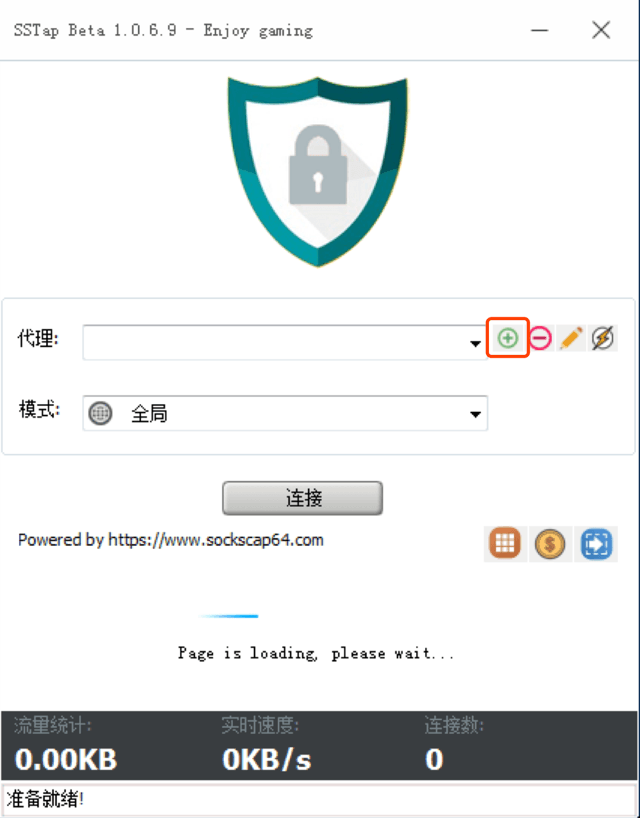 SSTap Beta 1.0.6.9 - Enjoy gaming
代理:
模式: 全局
连接
Powered by https://www.sockscap64.com
Page is loading, please wait...
流量统计: 实时速度: 连接数:
0.00KB 0KB/s 0
准备就绪!